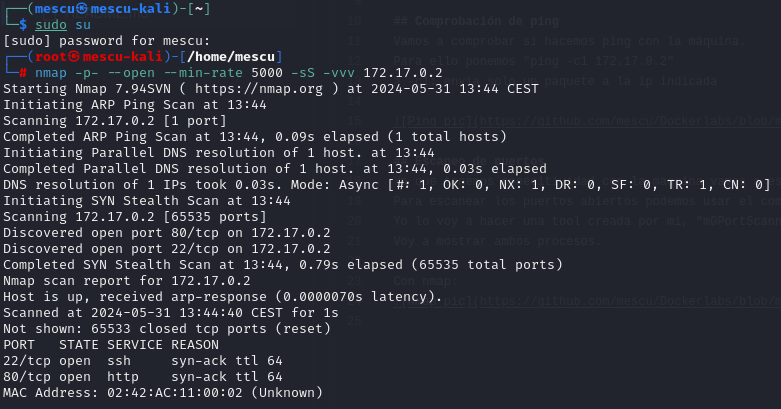 ┌──(mescu㉿mescu-kali)-[~]
└─$ sudo su
[sudo] password for mescu:
┌──(root㉿mescu-kali)-[/home/mescu]
└─# nmap -p- --open --min-rate 5000 -sS -vvv 172.17.0.2
Starting Nmap 7.94SVN ( https://nmap.org ) at 2024-05-31 13:44 CEST
Initiating ARP Ping Scan at 13:44
Scanning 172.17.0.2 [1 port]
Completed ARP Ping Scan at 13:44, 0.09s elapsed (1 total hosts)
Initiating Parallel DNS resolution of 1 host. at 13:44
Completed Parallel DNS resolution of 1 host. at 13:44, 0.03s elapsed
DNS resolution of 1 IPs took 0.03s. Mode: Async [#: 1, OK: 0, NX: 1, DR: 0, SF: 0, TR: 1, CN: 0]
Initiating SYN Stealth Scan at 13:44
Scanning 172.17.0.2 [65535 ports]
Discovered open port 80/tcp on 172.17.0.2
Discovered open port 22/tcp on 172.17.0.2
Completed SYN Stealth Scan at 13:44, 0.79s elapsed (65535 total ports)
Nmap scan report for 172.17.0.2
Host is up, received arp-response (0.0000070s latency).
Scanned at 2024-05-31 13:44:40 CEST for 1s
Not shown: 65533 closed tcp ports (reset)
PORT   STATE SERVICE REASON
22/tcp open  ssh     syn-ack ttl 64
80/tcp open  http    syn-ack ttl 64
MAC Address: 02:42:AC:11:00:02 (Unknown)
## Comprobación de ping
Vamos a comprobar si hacemos ping con la maquina
Para ello ponemos "ping -c1 172.17.0.2"
paquete a la ip indicada
![Ping pic](https://github.com/mescu/Dockerlabs/blob/m
de puertos
Para escanear los puertos abiertos podemos usar el com
Yo lo voy a hacer una tool creada por mi,
Voy a mostrar ambos procesos.
Con nmap:
pic](https://github.com/mescu/Dockerlabs/blob/m